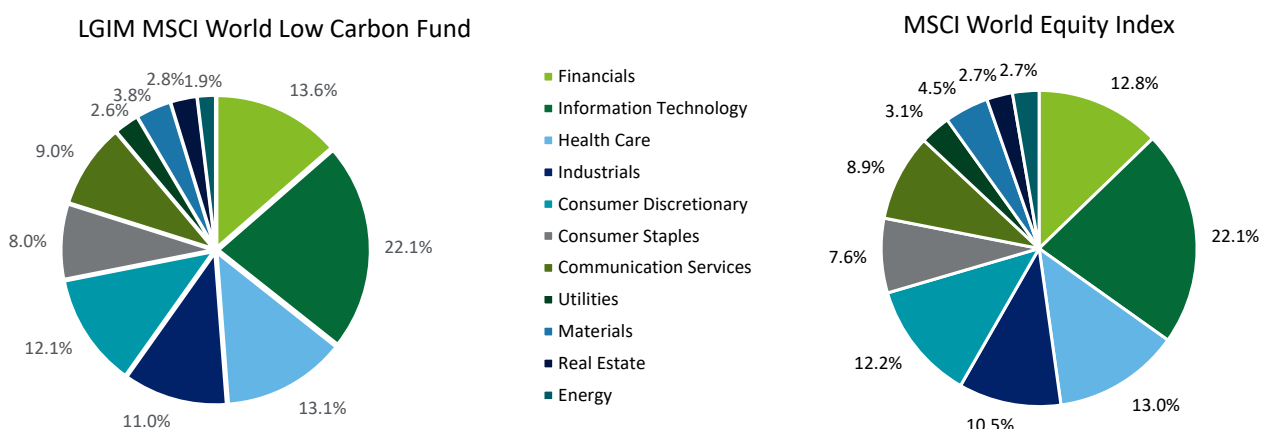 LGIM MSCI World Low Carbon Fund
13.6%
22.1%
13.1%
11.0%
12.1%
8.0%
9.0%
2.6%
3.8%
2.8%
1.9%
Financials
Information Technology
Health Care
Industrials
Consumer Discretionary
Consumer Staples
Communication Services
Utilities
Materials
Real Estate
Energy
MSCI World Equity Index
12.8%
22.1%
13.0%
10.5%
12.2%
7.6%
8.9%
3.1%
4.5%
2.7%
2.7%